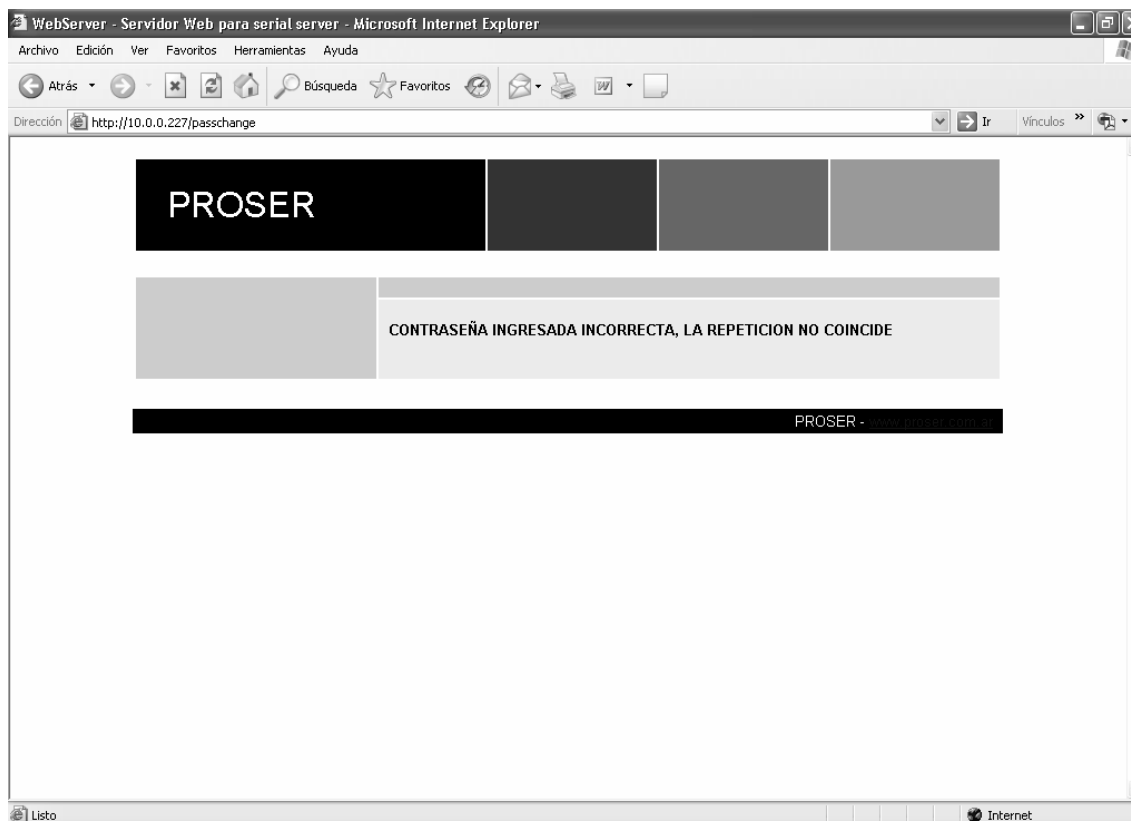 WebServer - Servidor Web para serial server - Microsoft Internet Explorer
Archivo Edición Ver Favoritos Herramientas Ayuda
Atrás Búsqueda Favoritos
Dirección http://10.0.0.227/passchange Ir Vínculos »
PROSER
CONTRASEÑA INGRESADA INCORRECTA, LA REPETICION NO COINCIDE
PROSER - www.proser.com.ar
Listo Internet